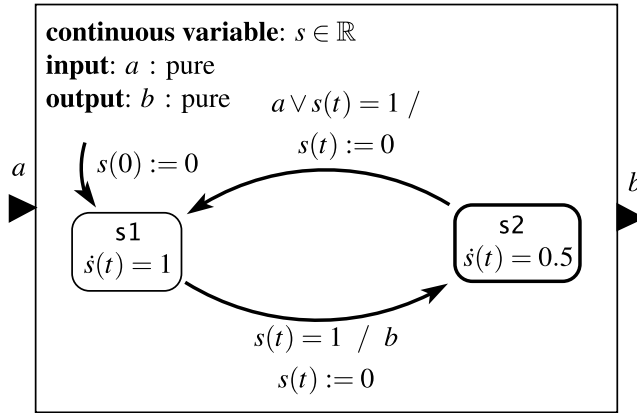 continuous variable: s ∈ ℝ
input: a : pure
output: b : pure
a ∨ s(t) = 1 /
s(t) := 0
a
s(0) := 0
b
s1
ṡ(t) = 1
s2
ṡ(t) = 0.5
s(t) = 1 / b
s(t) := 0